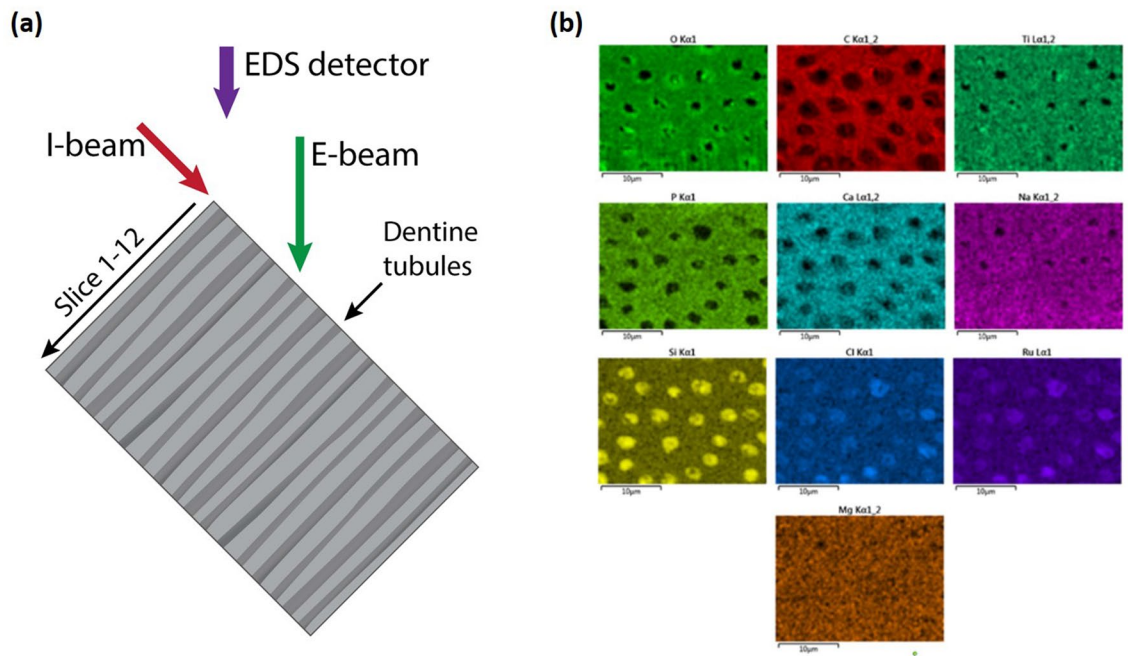 (a)
EDS detector
I-beam
E-beam
Slice 1-12
Dentine
tubules
(b)
O Kα1
C Kα1_2
Ti Lα1,2
10μm
10μm
10μm
P Kα1
Ca Lα1,2
Na Kα1_2
10μm
10μm
10μm
Si Kα1
Cl Kα1
Ru Lα1
10μm
10μm
10μm
Mg Kα1_2
10μm